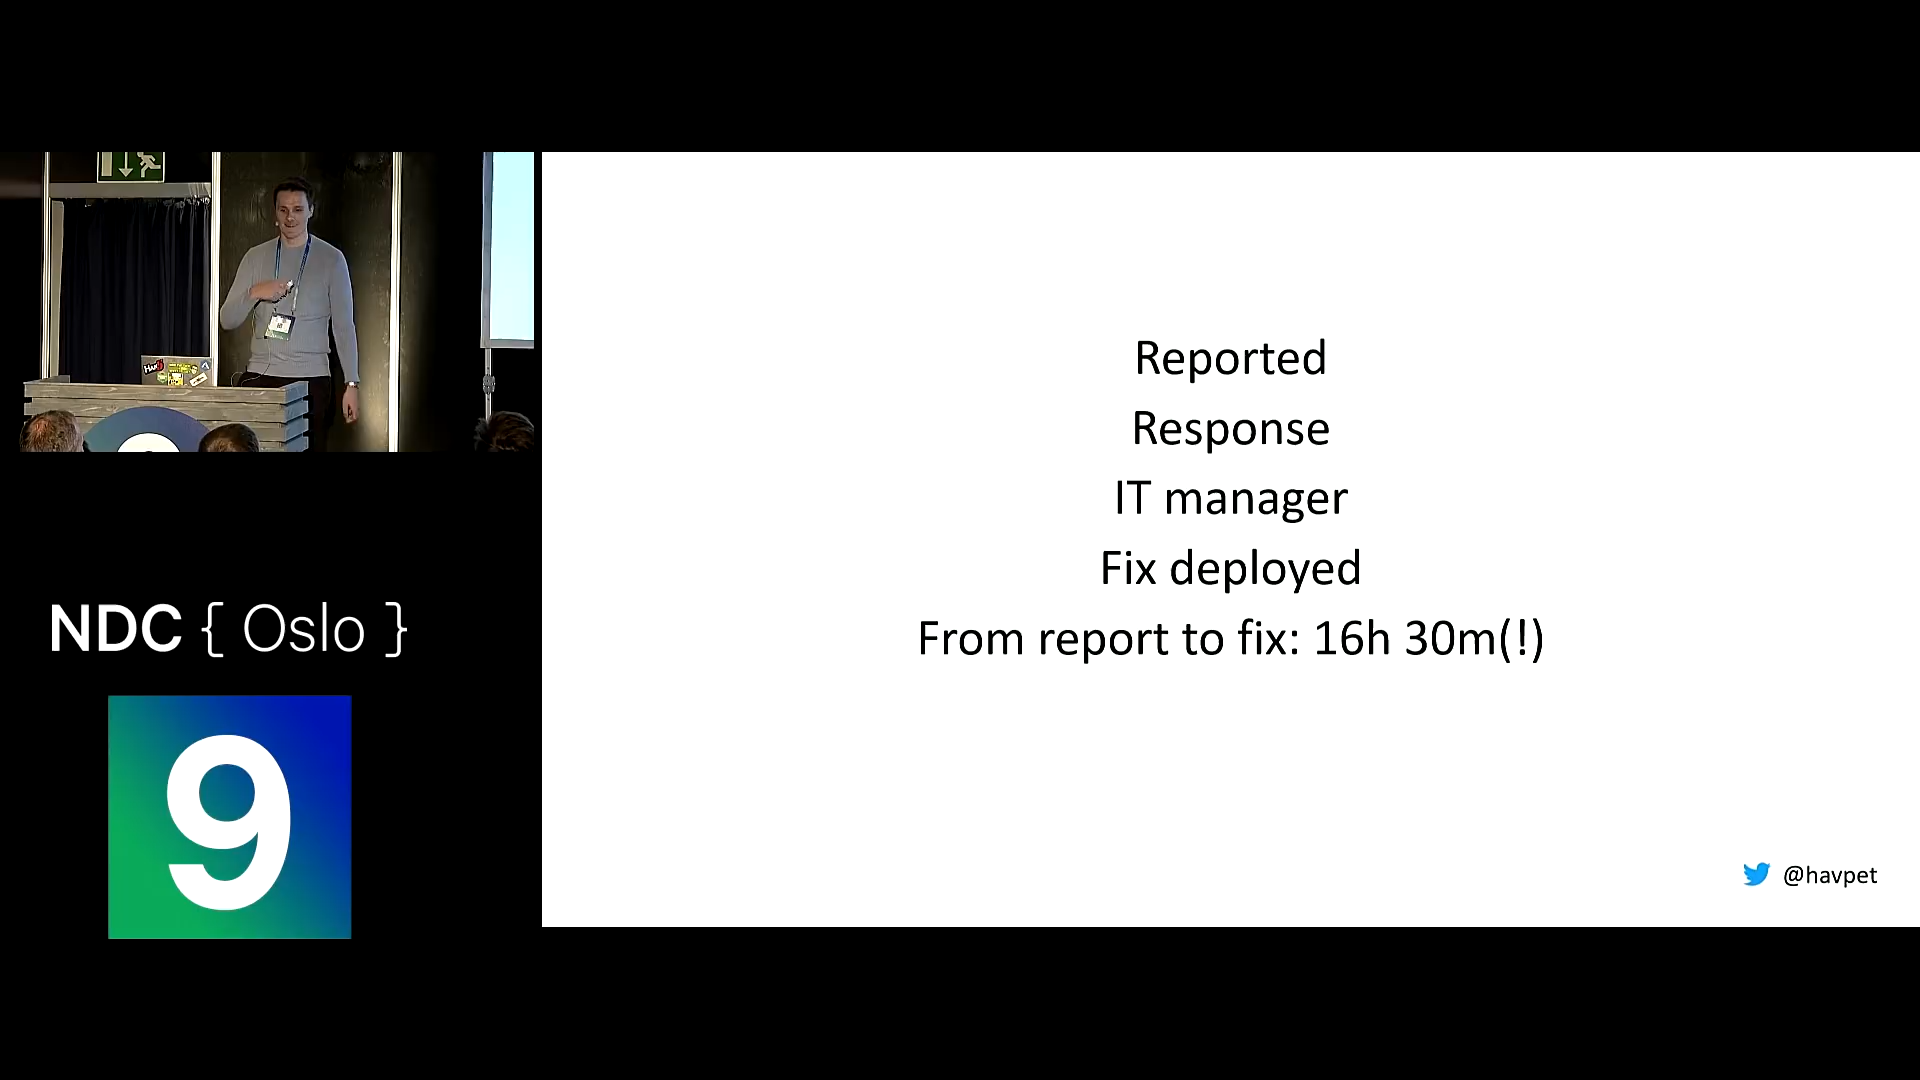 Reported
Response
IT manager
Fix deployed
From report to fix: 16h 30m(!)
@havpet
NDC { Oslo }
9